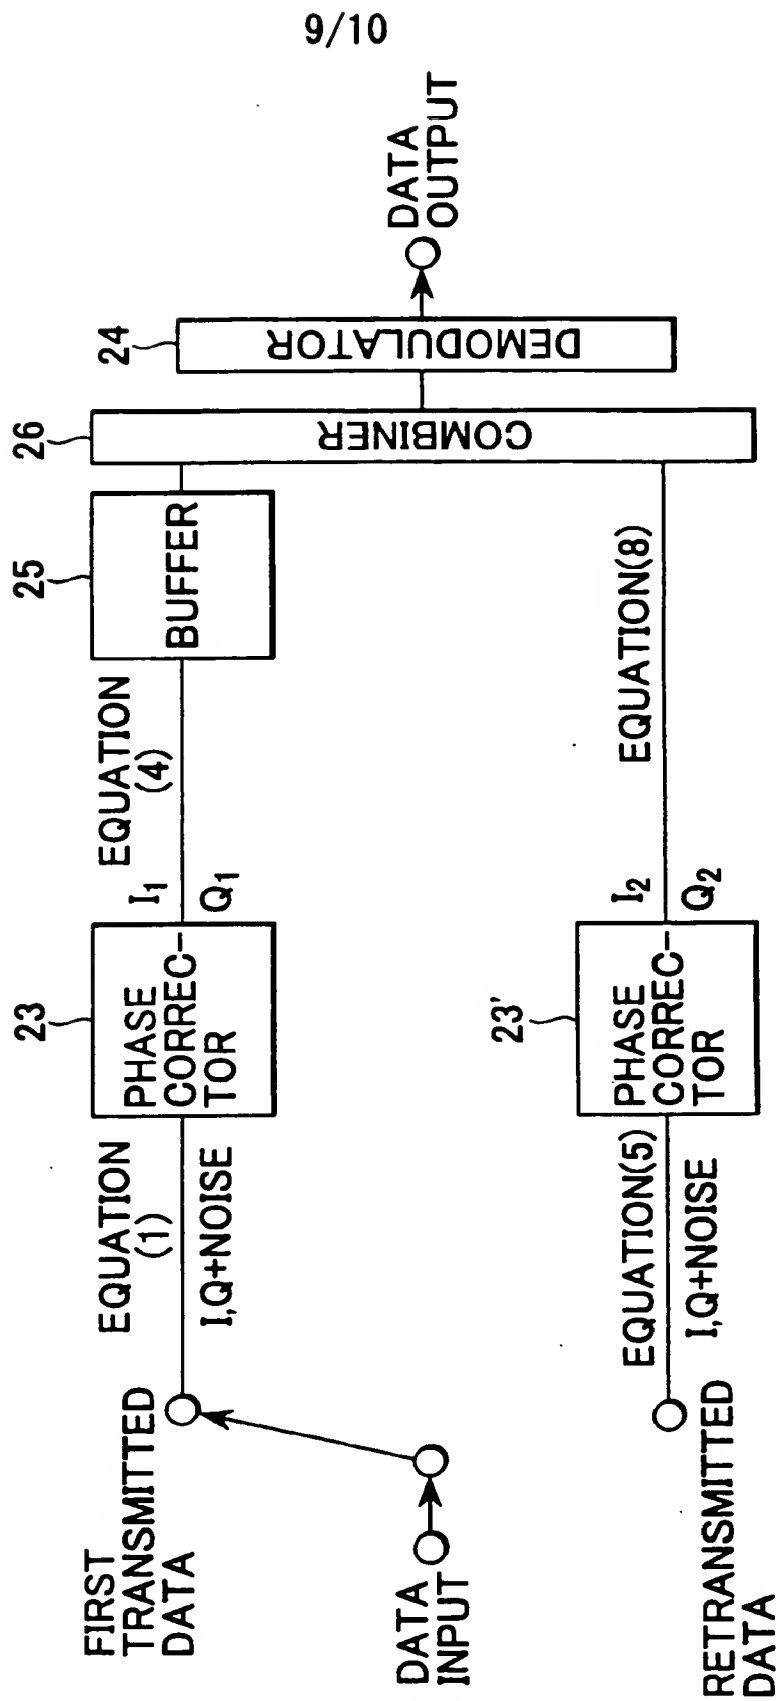 9/10
FIRST
TRANSMITTED
DATA
EQUATION
(1)
I,Q+NOISE
23
PHASE
CORREC-
TOR
I1
Q1
EQUATION
(4)
25
BUFFER
26
COMBINER
24
DEMODULATOR
DATA
OUTPUT
DATA
INPUT
RETRANSMITTED
DATA
EQUATION(5)
I,Q+NOISE
23'
PHASE
CORREC-
TOR
I2
Q2
EQUATION(8)